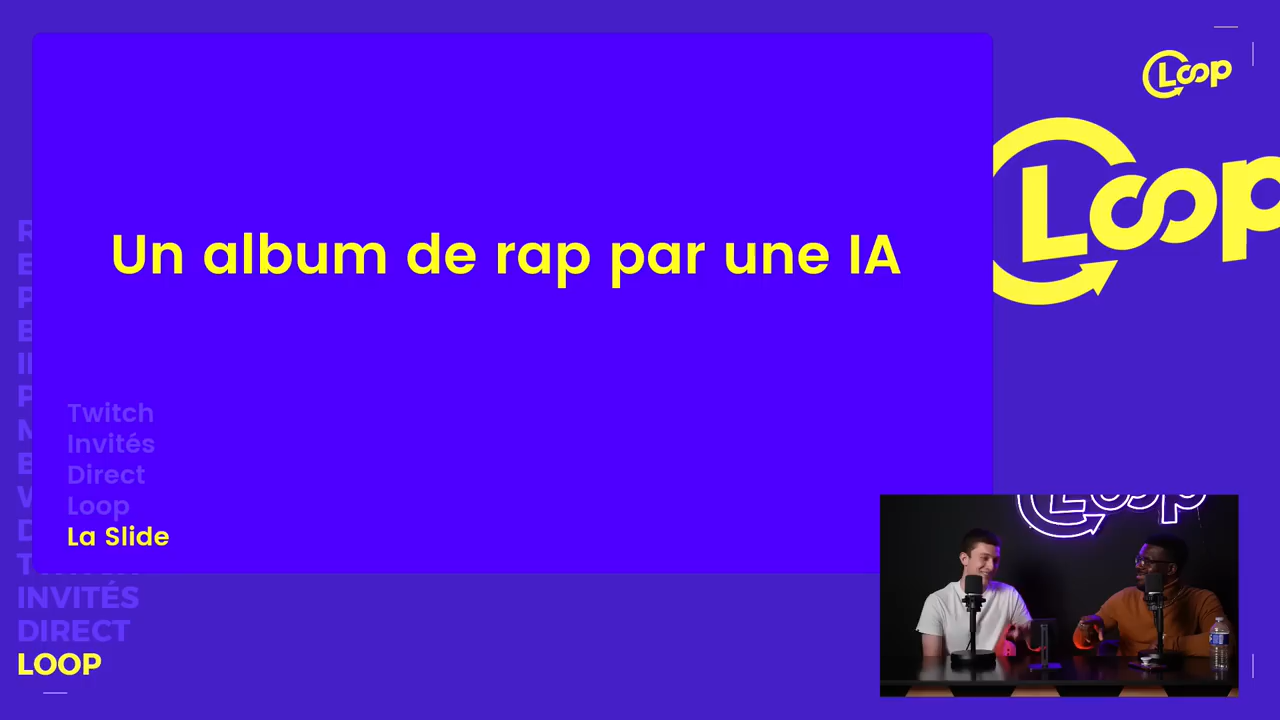 Loop
Loop
Un album de rap par une IA
Twitch
Invités
Direct
Loop
La Slide
INVITÉS
DIRECT
LOOP
Loop